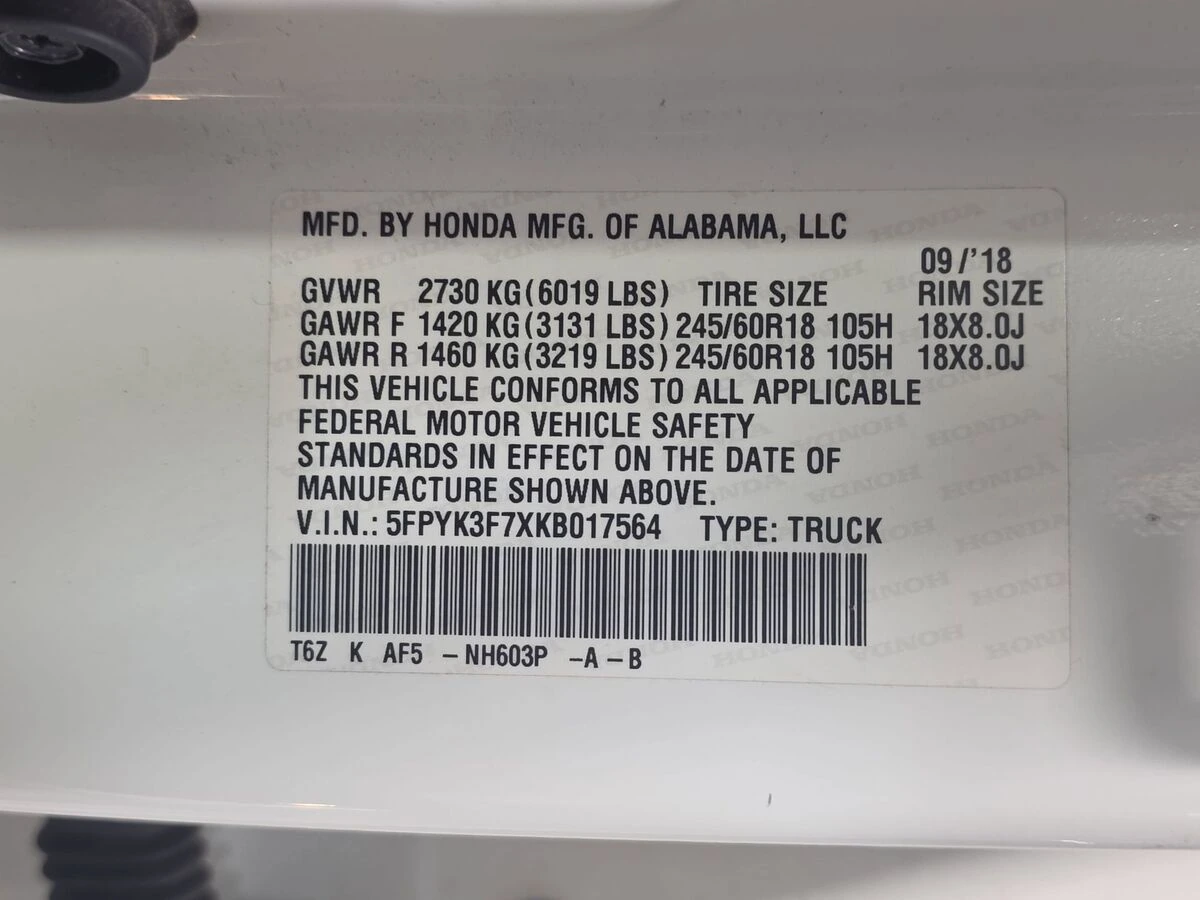 MFD. BY HONDA MFG. OF ALABAMA, LLC
09/'18
GVWR 2730 KG(6019 LBS) TIRE SIZE RIM SIZE
GAWR F 1420 KG(3131 LBS) 245/60R18 105H 18X8.0J
GAWR R 1460 KG(3219 LBS) 245/60R18 105H 18X8.0J
THIS VEHICLE CONFORMS TO ALL APPLICABLE
FEDERAL MOTOR VEHICLE SAFETY
STANDARDS IN EFFECT ON THE DATE OF
MANUFACTURE SHOWN ABOVE.
V.I.N.: 5FPYK3F7XKB017564 TYPE: TRUCK
T6Z K AF5 -NH603P -A-B